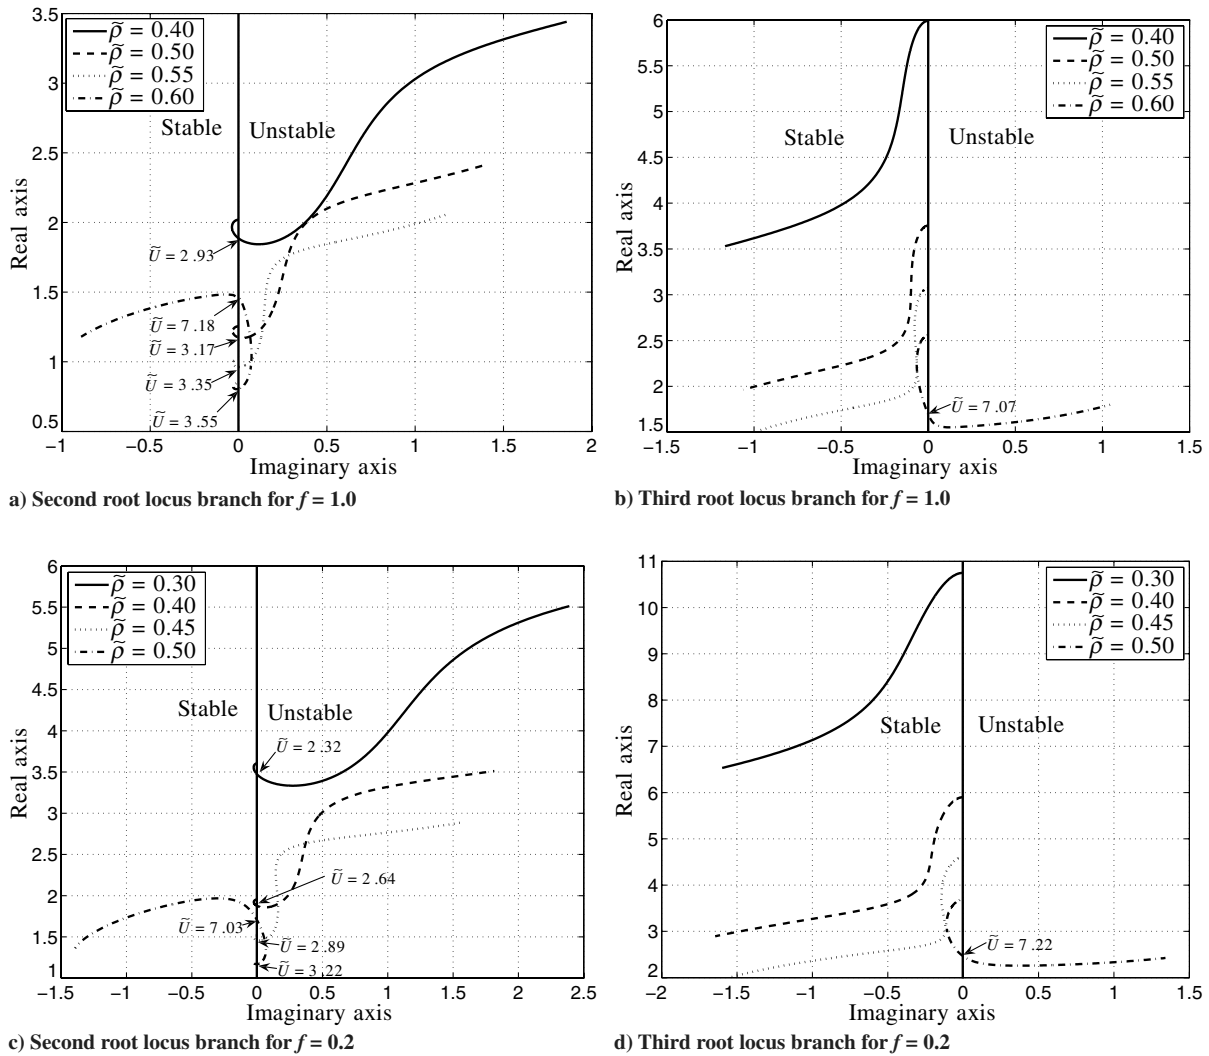 3.5
3
2.5
2
1.5
1
0.5
−1
−0.5
0
0.5
1
1.5
2
Real axis
Imaginary axis
ρ̃ = 0.40
ρ̃ = 0.50
ρ̃ = 0.55
ρ̃ = 0.60
Stable
Unstable
Ũ = 2.93
Ũ = 7.18
Ũ = 3.17
Ũ = 3.35
Ũ = 3.55
a) Second root locus branch for f = 1.0
6
5.5
5
4.5
4
3.5
3
2.5
2
1.5
−1.5
−1
−0.5
0
0.5
1
1.5
Real axis
Imaginary axis
ρ̃ = 0.40
ρ̃ = 0.50
ρ̃ = 0.55
ρ̃ = 0.60
Stable
Unstable
Ũ = 7.07
b) Third root locus branch for f = 1.0
6
5.5
5
4.5
4
3.5
3
2.5
2
1.5
1
−1.5
−1
−0.5
0
0.5
1
1.5
2
2.5
Real axis
Imaginary axis
ρ̃ = 0.30
ρ̃ = 0.40
ρ̃ = 0.45
ρ̃ = 0.50
Stable
Unstable
Ũ = 2.32
Ũ = 2.64
Ũ = 7.03
Ũ = 2.89
Ũ = 3.22
c) Second root locus branch for f = 0.2
11
10
9
8
7
6
5
4
3
2
−2
−1.5
−1
−0.5
0
0.5
1
1.5
Real axis
Imaginary axis
ρ̃ = 0.30
ρ̃ = 0.40
ρ̃ = 0.45
ρ̃ = 0.50
Stable
Unstable
Ũ = 7.22
d) Third root locus branch for f = 0.2